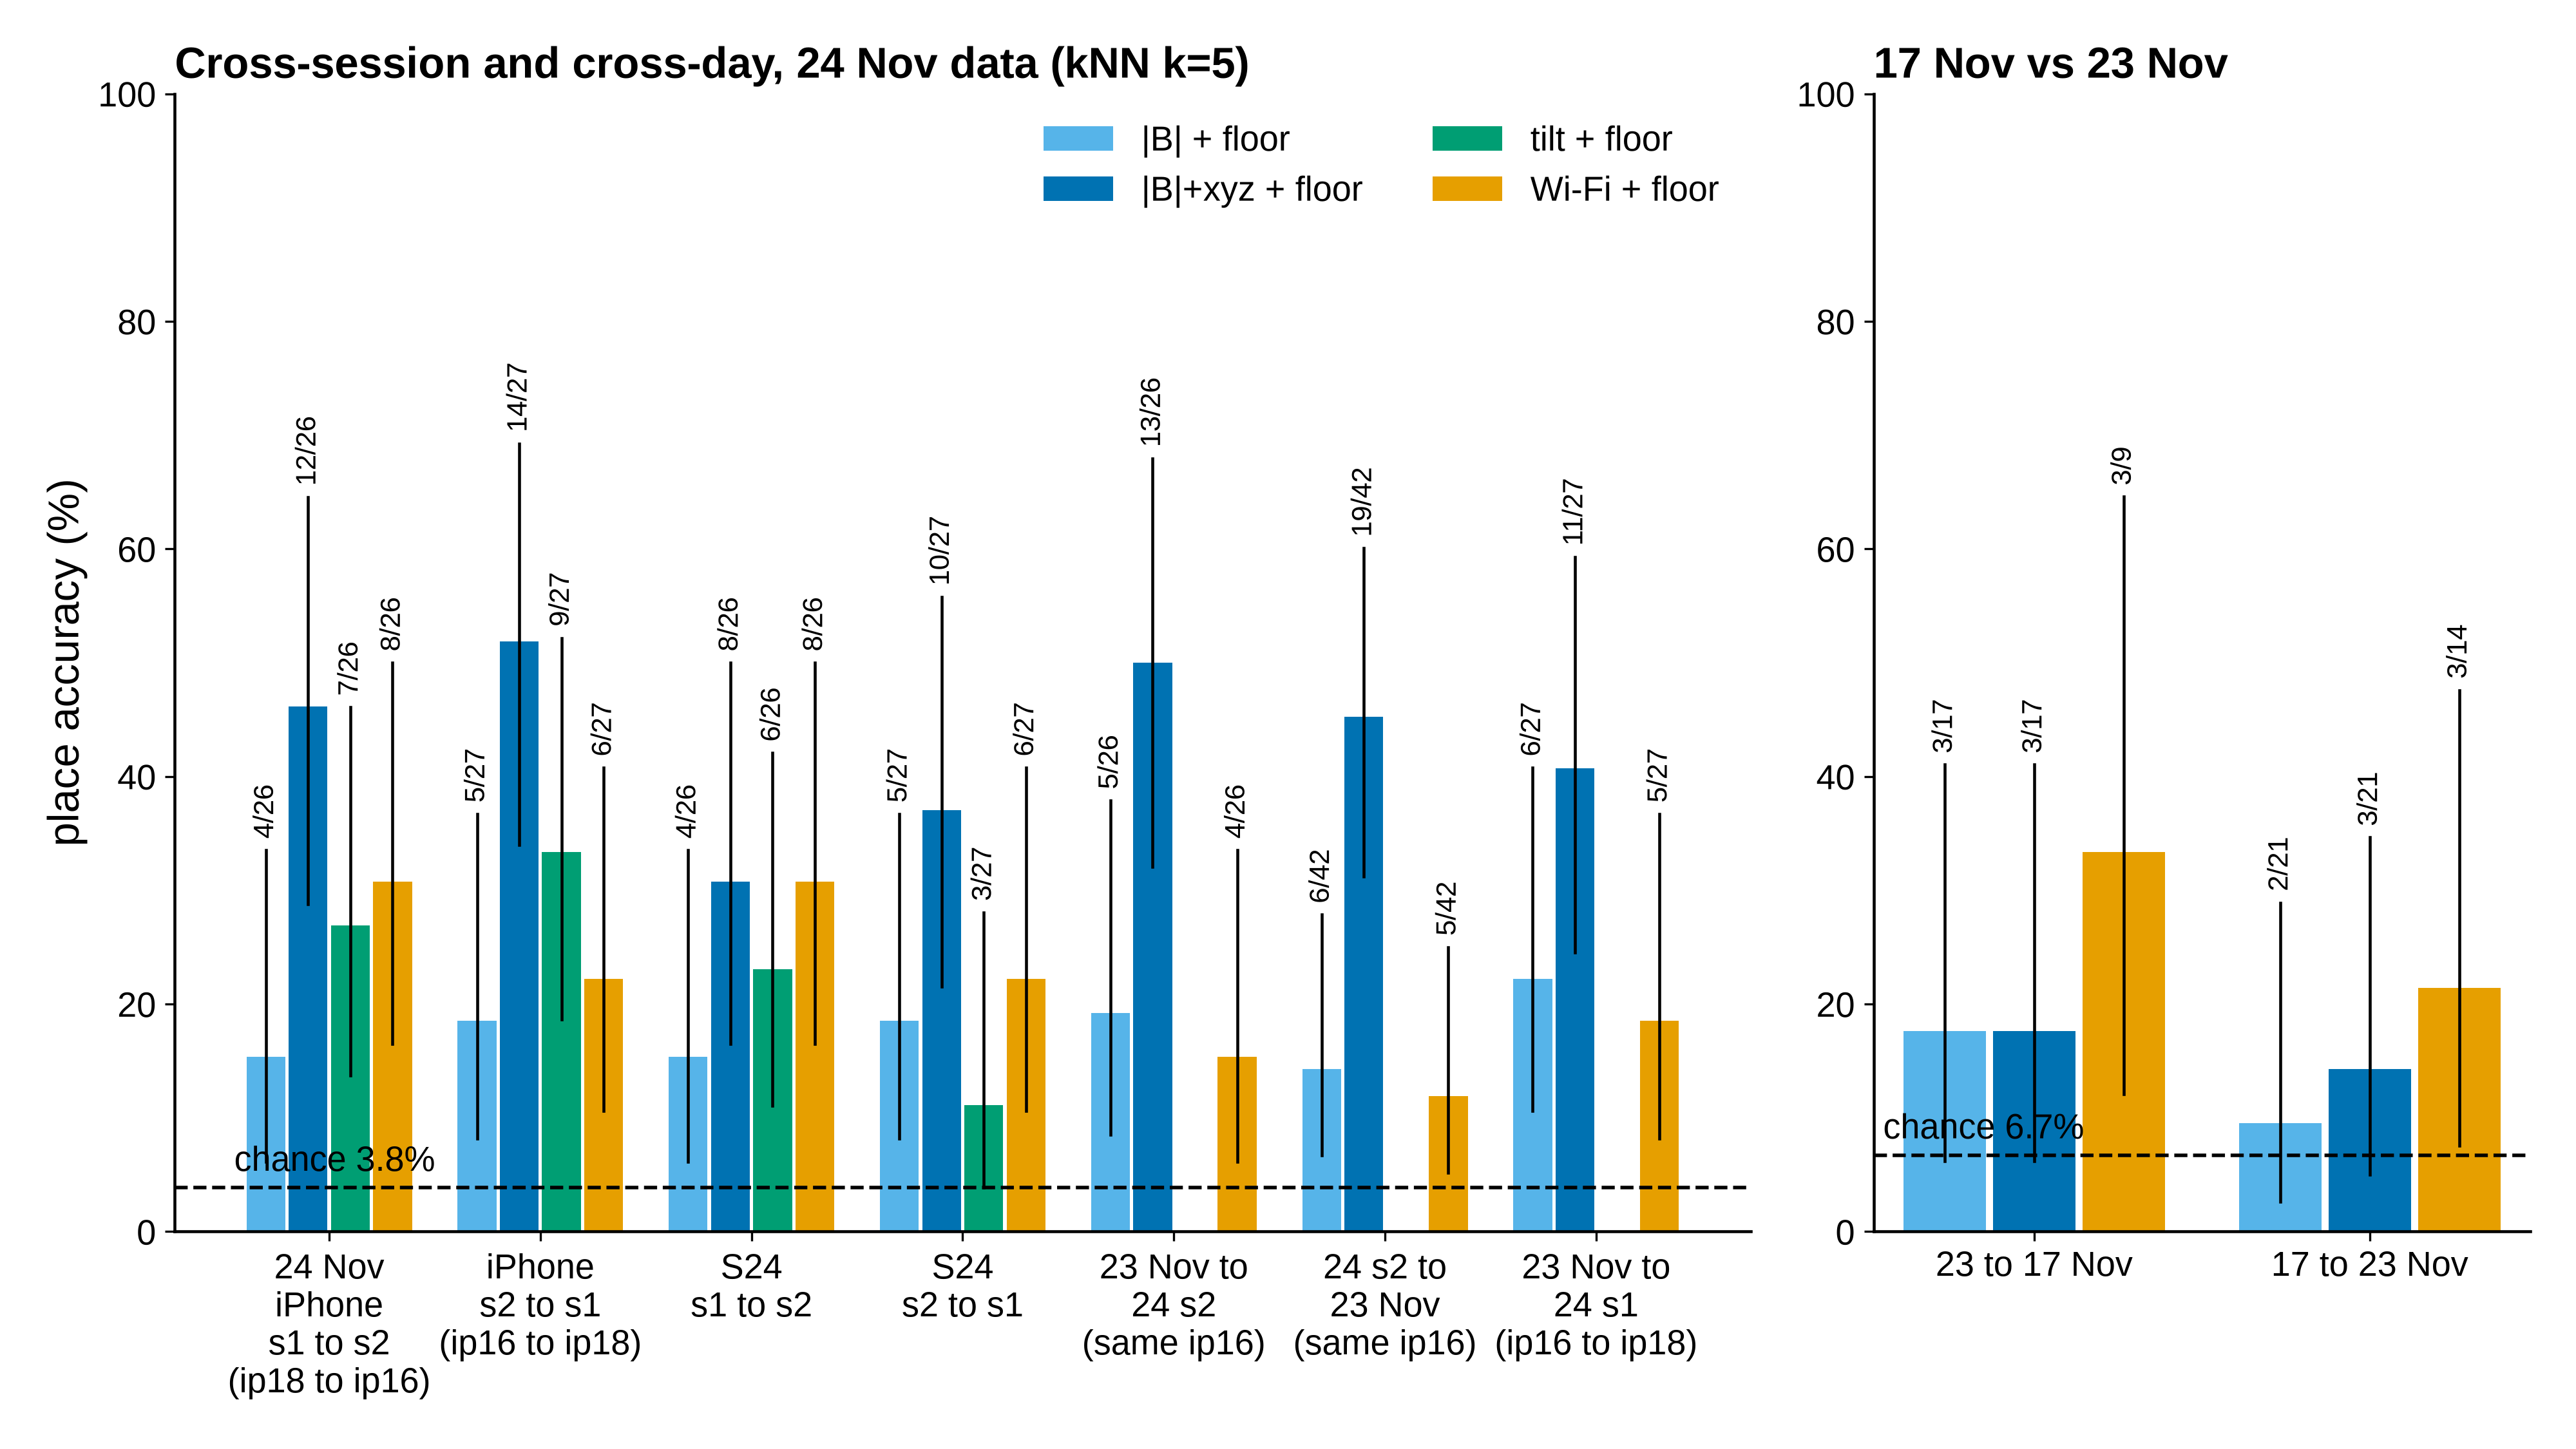 Cross-session and cross-day, 24 Nov data (kNN k=5)
|B| + floor
|B|+xyz + floor
tilt + floor
Wi-Fi + floor
place accuracy (%)
100
80
60
40
20
0
4/26
12/26
7/26
8/26
5/27
14/27
9/27
6/27
4/26
8/26
6/26
8/26
5/27
10/27
3/27
6/27
5/26
13/26
4/26
6/42
19/42
5/42
6/27
11/27
5/27
chance 3.8%
24 Nov
iPhone
s1 to s2
(ip18 to ip16)
iPhone
s2 to s1
(ip16 to ip18)
S24
s1 to s2
S24
s2 to s1
23 Nov to
24 s2
(same ip16)
24 s2 to
23 Nov
(same ip16)
23 Nov to
24 s1
(ip16 to ip18)
17 Nov vs 23 Nov
100
80
60
40
20
0
3/17
3/17
3/9
2/21
3/21
3/14
chance 6.7%
23 to 17 Nov
17 to 23 Nov